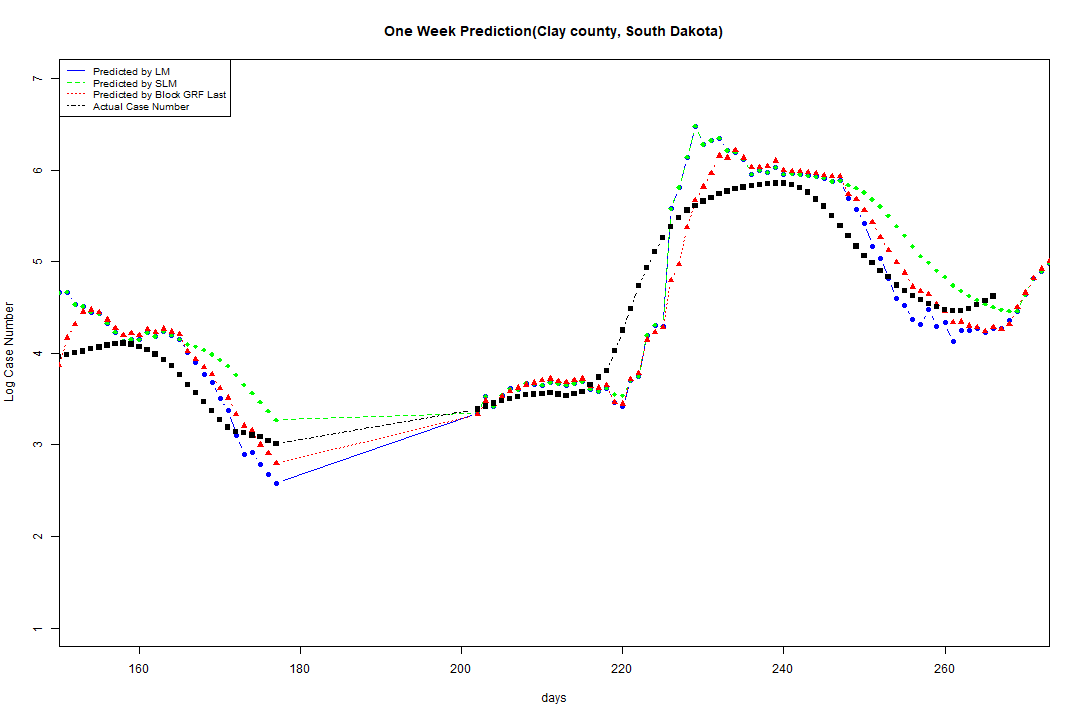 One Week Prediction(Clay county, South Dakota)
Predicted by LM
Predicted by SLM
Predicted by Block GRF Last
Actual Case Number
7
6
5
4
3
2
1
Log Case Number
160 180 200 220 240 260
days